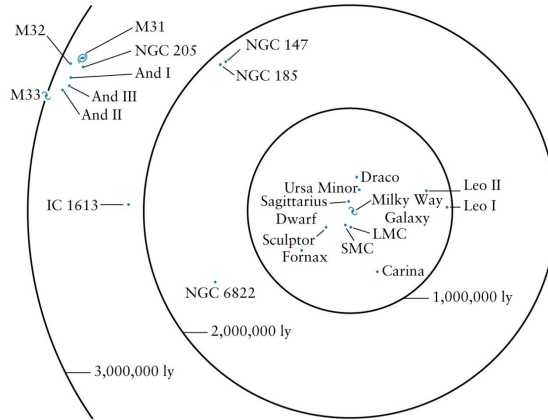 M32
M31
NGC 205
And I
M33
And III
And II
NGC 147
NGC 185
IC 1613
NGC 6822
Draco
Ursa Minor
Sagittarius
Dwarf
Milky Way
Galaxy
Leo II
Leo I
LMC
SMC
Sculptor
Fornax
Carina
1,000,000 ly
2,000,000 ly
3,000,000 ly